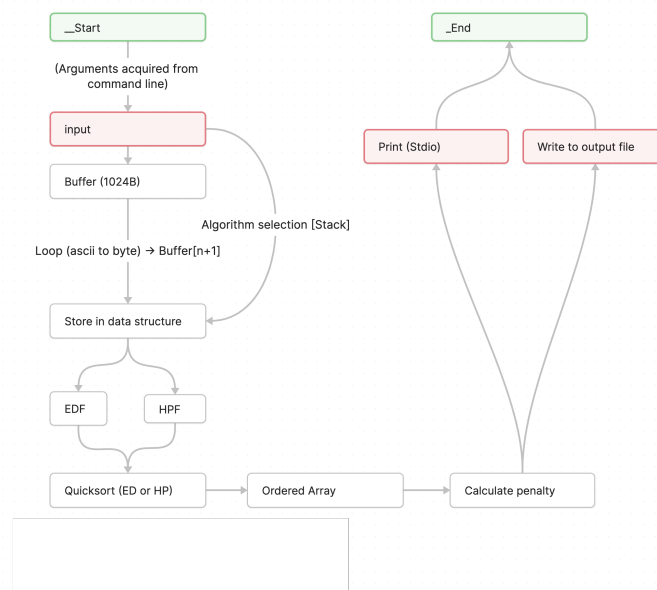 __Start
(Arguments acquired from
command line)
input
Buffer (1024B)
Algorithm selection [Stack]
Loop (ascii to byte) → Buffer[n+1]
Store in data structure
EDF
HPF
Quicksort (ED or HP)
Ordered Array
Calculate penalty
Print (Stdio)
Write to output file
_End